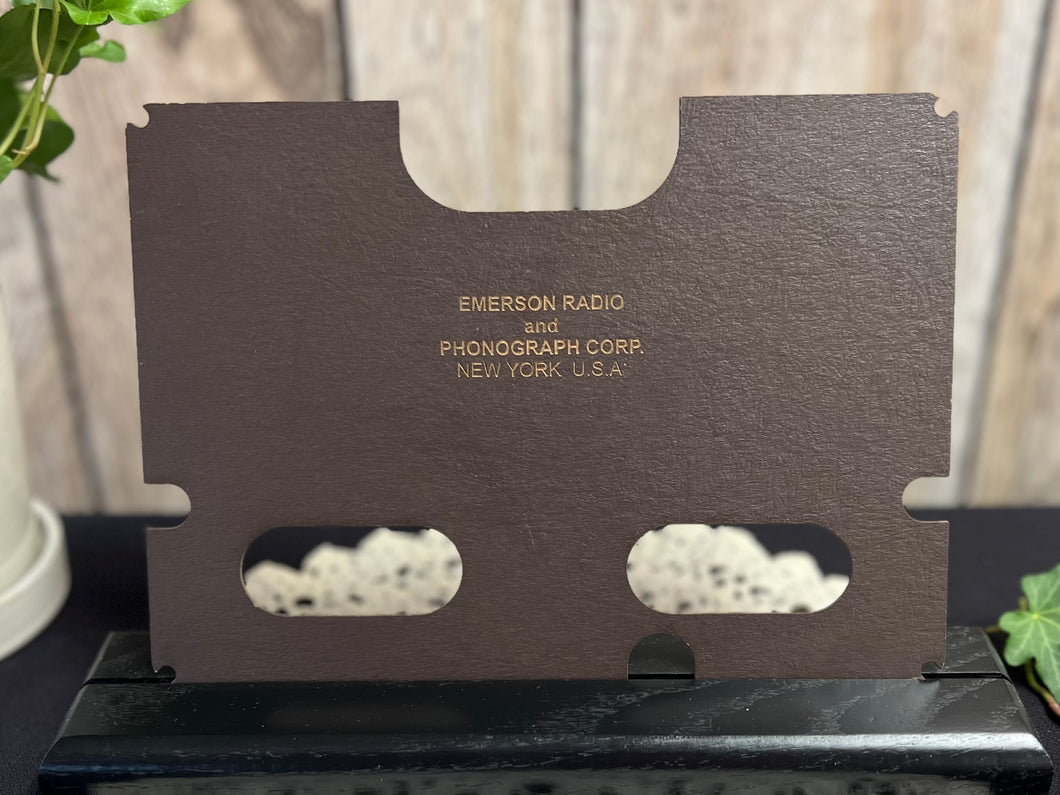 EMERSON RADIO
and
PHONOGRAPH CORP.
NEW YORK, U.S.A.